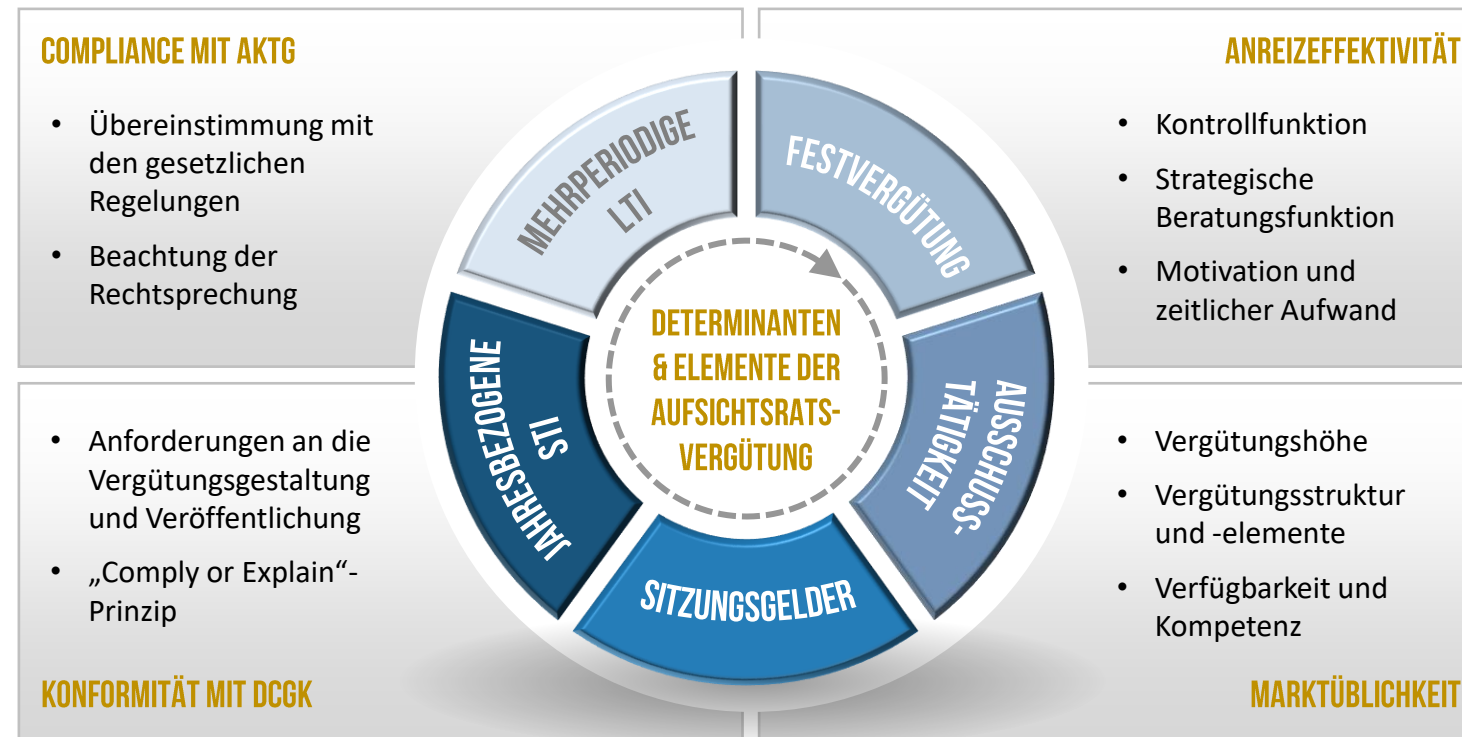 COMPLIANCE MIT AKTG
• Übereinstimmung mit
den gesetzlichen
Regelungen
• Beachtung der
Rechtsprechung
ANREIZEFFEKTIVITÄT
• Kontrollfunktion
• Strategische
Beratungsfunktion
• Motivation und
zeitlicher Aufwand
MEHRPERIODIGE
LTI
FESTVERGÜTUNG
AUSSCHUSS-
TÄTIGKEIT
SITZUNGSGELDER
JAHRESBEZOGENE
STI
DETERMINANTEN
& ELEMENTE DER
AUFSICHTSRATS-
VERGÜTUNG
• Anforderungen an die
Vergütungsgestaltung
und Veröffentlichung
• „Comply or Explain“-
Prinzip
KONFORMITÄT MIT DCGK
• Vergütungshöhe
• Vergütungsstruktur
und -elemente
• Verfügbarkeit und
Kompetenz
MARKTÜBLICHKEIT